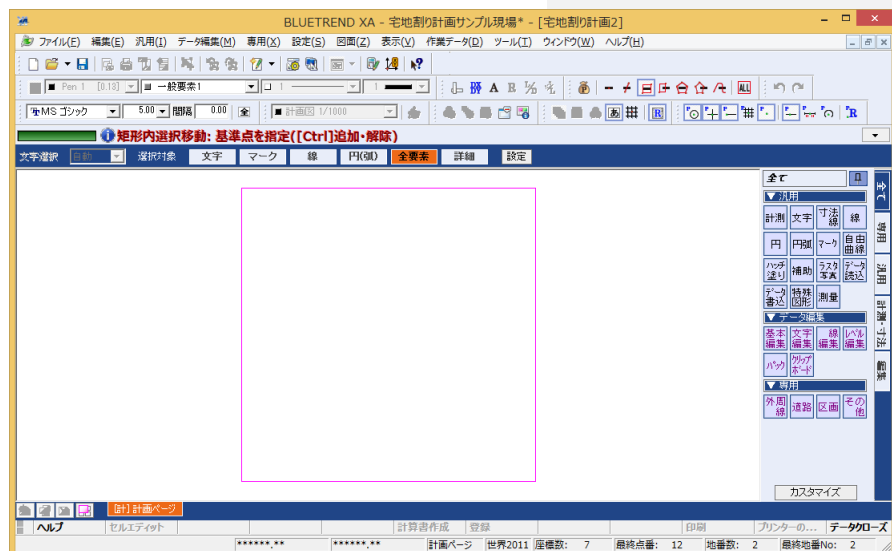 BLUETREND XA - 宅地割り計画サンプル現場* - [宅地割り計画2]
ファイル(F) 編集(E) 汎用(I) データ編集(M) 専用(X) 設定(S) 図面(Z) 表示(V) 作業データ(D) ツール(T) ウィンドウ(W) ヘルプ(H)
Pen 1 [0.13] 一般要素1 1 1 A B ALL
MS ゴシック 5.00 間隔 0.00 全 計画図 1/1000 あ R R
矩形内選択移動: 基準点を指定([Ctrl]追加・解除)
文字選択 自動 選択対象 文字 マーク 線 円(弧) 全要素 詳細 設定
全て
▼汎用
計測 文字 寸法線 線
円 円弧 マーク 自由曲線
ハッチ塗り 補助 ラスタ写真 データ読込
データ書込 特殊図形 測量
▼データ編集
基本編集 文字編集 線編集 レベル編集
パック クリップボード
▼専用
外周線 道路 区画 その他
カスタマイズ
全て
専用
汎用
計測・寸法
編集
[計]計画ページ
ヘルプ セルエディット 計算書作成 登録 印刷 プリンターの... データクローズ
******.** ******.** 計画ページ 世界2011 座標数: 7 最終点番: 12 地番数: 2 最終地番No: 2